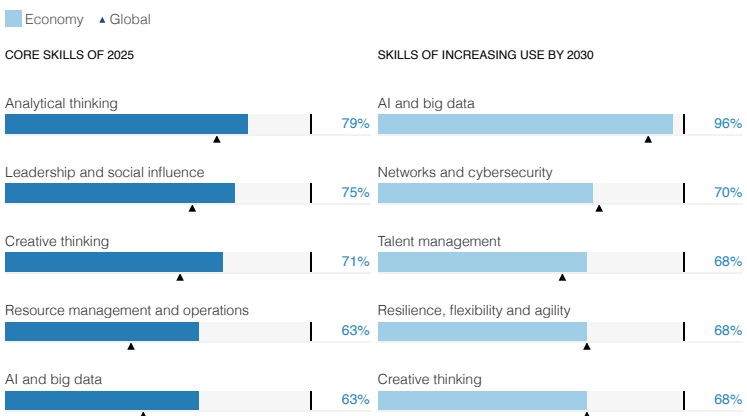 Economy ▲ Global
CORE SKILLS OF 2025
Analytical thinking
79%
Leadership and social influence
75%
Creative thinking
71%
Resource management and operations
63%
AI and big data
63%
SKILLS OF INCREASING USE BY 2030
AI and big data
96%
Networks and cybersecurity
70%
Talent management
68%
Resilience, flexibility and agility
68%
Creative thinking
68%